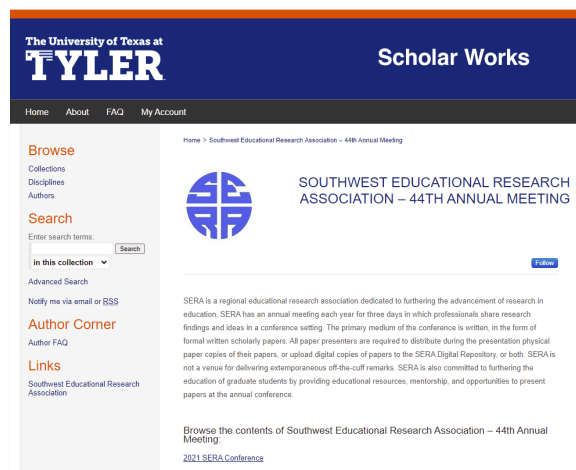 The University of Texas at
TYLER
Scholar Works
Home About FAQ My Account
Browse
Collections
Disciplines
Authors
Search
Enter search terms:
Search
in this collection
Advanced Search
Notify me via email or RSS
Author Corner
Author FAQ
Links
Southwest Educational Research
Association
Home > Southwest Educational Research Association – 44th Annual Meeting
SE
RA
SOUTHWEST EDUCATIONAL RESEARCH
ASSOCIATION – 44TH ANNUAL MEETING
Follow
SERA is a regional educational research association dedicated to furthering the advancement of research in
education. SERA has an annual meeting each year for three days in which professionals share research
findings and ideas in a conference setting. The primary medium of the conference is written, in the form of
formal written scholarly papers. All paper presenters are required to distribute during the presentation physical
paper copies of their papers, or upload digital copies of papers to the SERA Digital Repository, or both. SERA is
not a venue for delivering extemporaneous off-the-cuff remarks. SERA is also committed to furthering the
education of graduate students by providing educational resources, mentorship, and opportunities to present
papers at the annual conference.
Browse the contents of Southwest Educational Research Association – 44th Annual
Meeting:
2021 SERA Conference